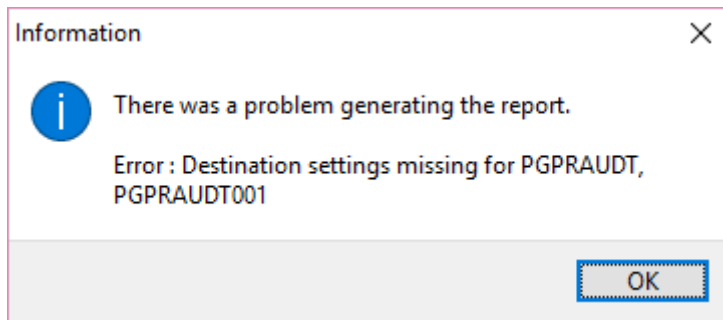 Information
There was a problem generating the report.
Error : Destination settings missing for PGPRAUDT,
PGPRAUDT001
OK